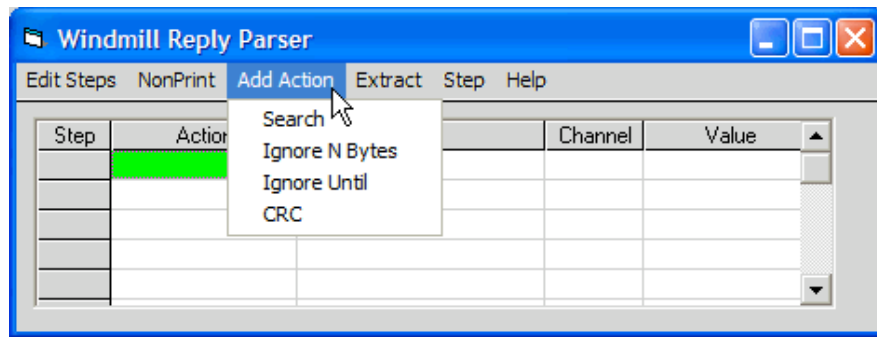 Windmill Reply Parser
Edit Steps NonPrint Add Action Extract Step Help
Search
Step Action Channel Value
Ignore N Bytes
Ignore Until
CRC